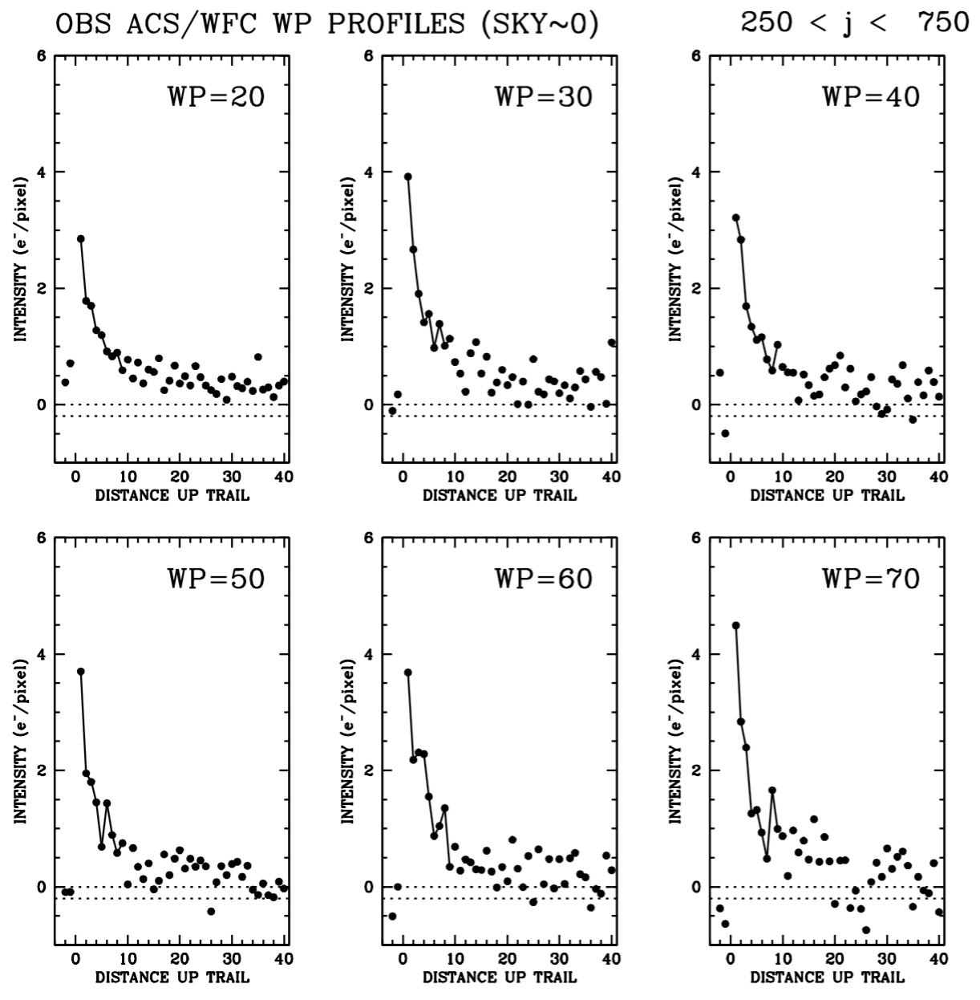 OBS ACS/WFC WP PROFILES (SKY~0) 250 < j < 750
WP=20
6
4
2
0
INTENSITY (e⁻/pixel)
0 10 20 30 40
DISTANCE UP TRAIL
WP=30
6
4
2
0
INTENSITY (e⁻/pixel)
0 10 20 30 40
DISTANCE UP TRAIL
WP=40
6
4
2
0
INTENSITY (e⁻/pixel)
0 10 20 30 40
DISTANCE UP TRAIL
WP=50
6
4
2
0
INTENSITY (e⁻/pixel)
0 10 20 30 40
DISTANCE UP TRAIL
WP=60
6
4
2
0
INTENSITY (e⁻/pixel)
0 10 20 30 40
DISTANCE UP TRAIL
WP=70
6
4
2
0
INTENSITY (e⁻/pixel)
0 10 20 30 40
DISTANCE UP TRAIL